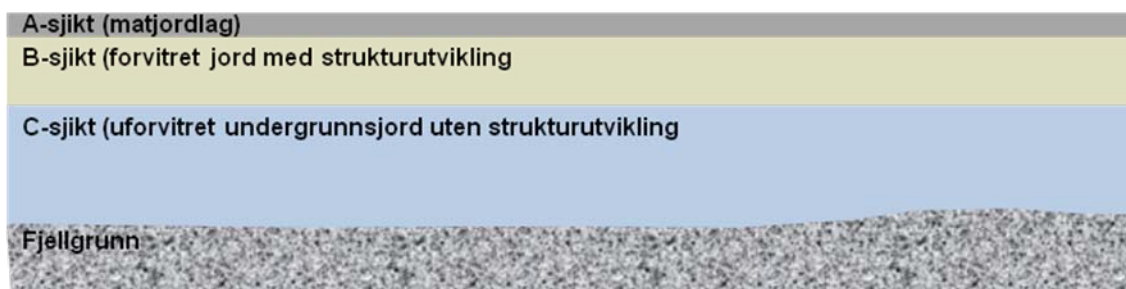 A-sjikt (matjordlag)
B-sjikt (forvitret jord med strukturutvikling
C-sjikt (uforvitret undergrunnsjord uten strukturutvikling
Fjellgrunn